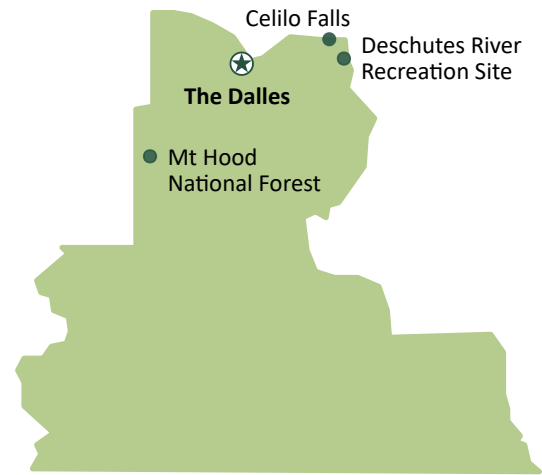 Celilo Falls
Deschutes River
Recreation Site
The Dalles
Mt Hood
National Forest